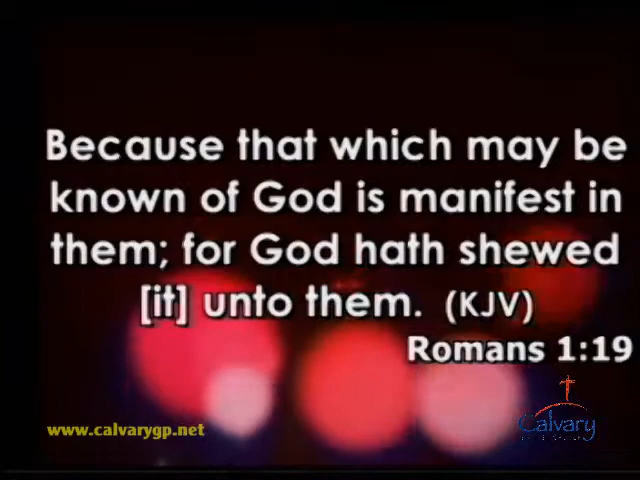 Because that which may be
known of God is manifest in
them; for God hath shewed
[it] unto them. (KJV)
Romans 1:19
www.calvarygp.net
Calvary